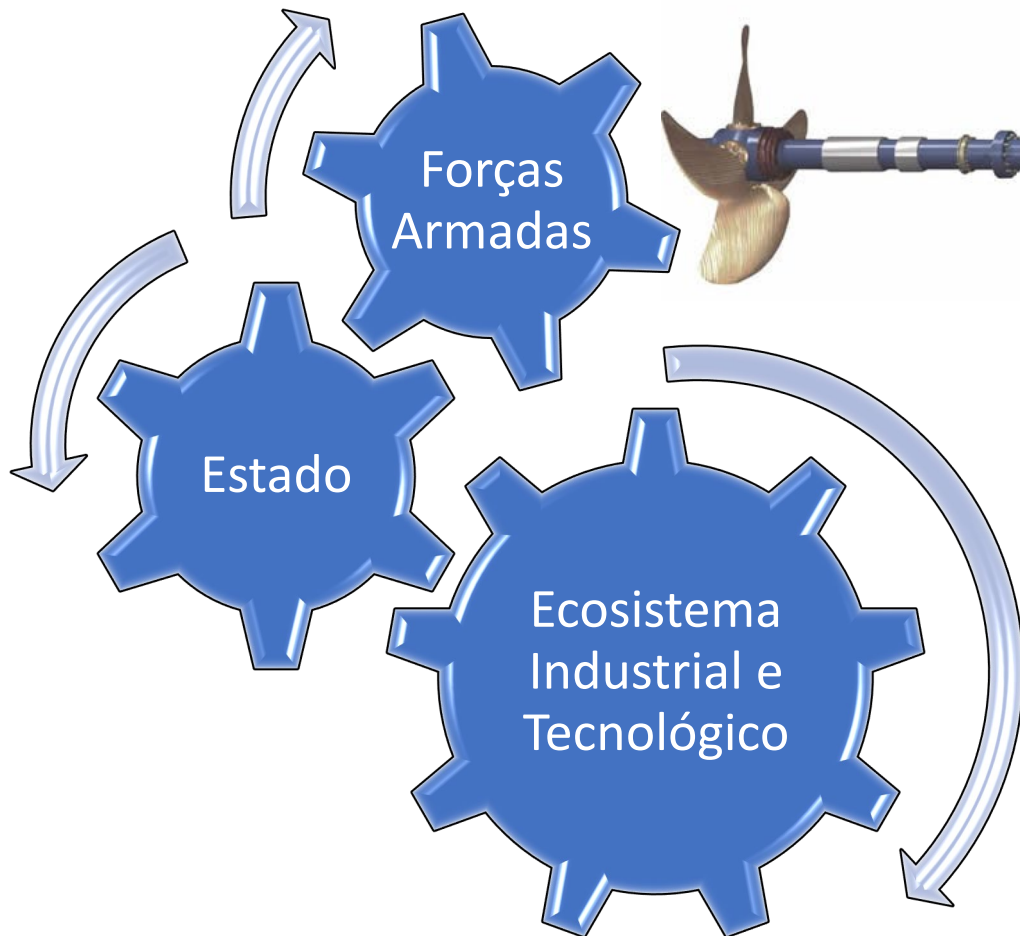 Forças
Armadas
Estado
Ecosistema
Industrial e
Tecnológico